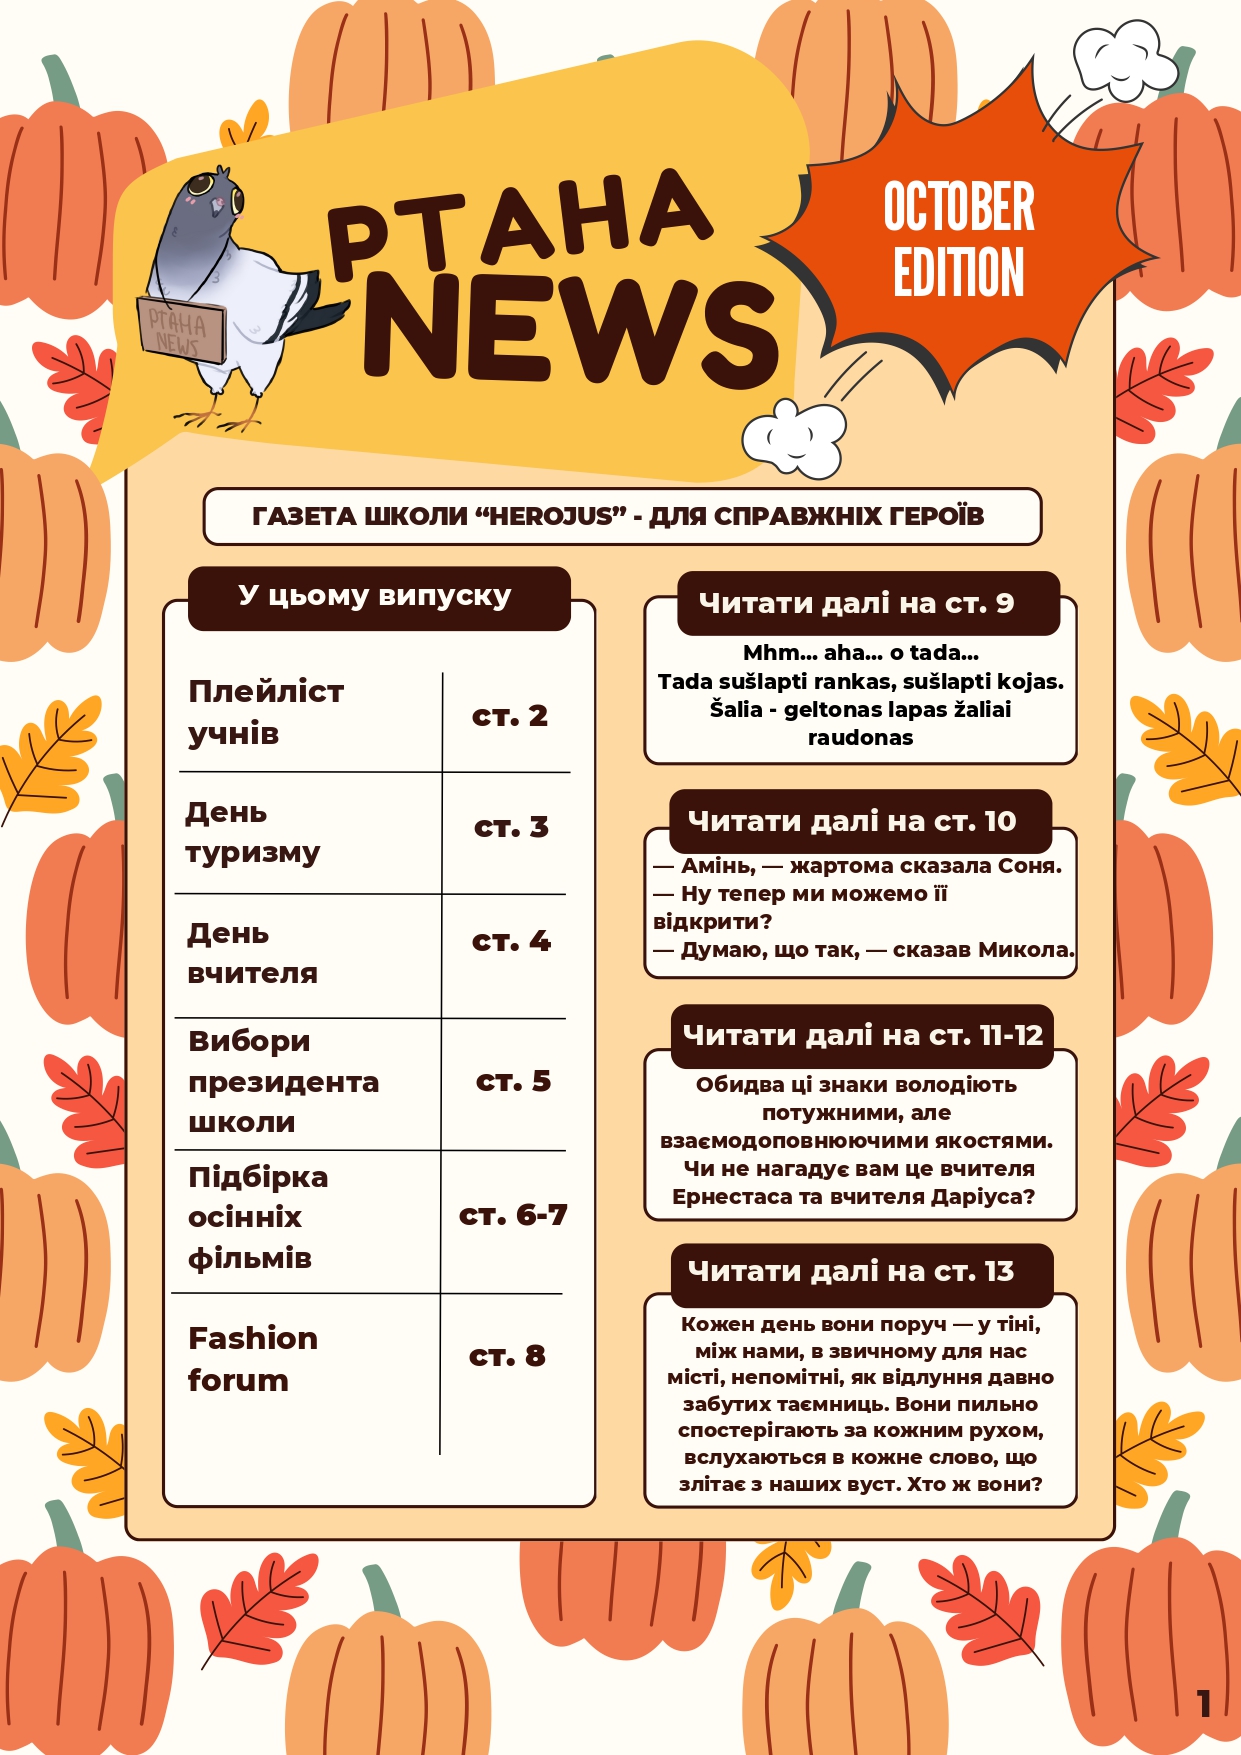 PTAHA
NEWS
OCTOBER
EDITION
PTAHA
NEWS
ГАЗЕТА ШКОЛИ “HEROJUS” - ДЛЯ СПРАВЖНІХ ГЕРОЇВ
У цьому випуску
Плейліст
учнів
ст. 2
День
туризму
ст. 3
День
вчителя
ст. 4
Вибори
президента
школи
ст. 5
Підбірка
осінніх
фільмів
ст. 6-7
Fashion
forum
ст. 8
Читати далі на ст. 9
Mhm... aha... o tada...
Tada sušlapti rankas, sušlapti kojas.
Šalia - geltonas lapas žaliai
raudonas
Читати далі на ст. 10
— Амінь, — жартома сказала Соня.
— Ну тепер ми можемо її
відкрити?
— Думаю, що так, — сказав Микола.
Читати далі на ст. 11-12
Обидва ці знаки володіють
потужними, але
взаємодоповнюючими якостями.
Чи не нагадує вам це вчителя
Ернестаса та вчителя Даріуса?
Читати далі на ст. 13
Кожен день вони поруч — у тіні,
між нами, в звичному для нас
місті, непомітні, як відлуння давно
забутих таємниць. Вони пильно
спостерігають за кожним рухом,
вслухаються в кожне слово, що
злітає з наших вуст. Хто ж вони?
1